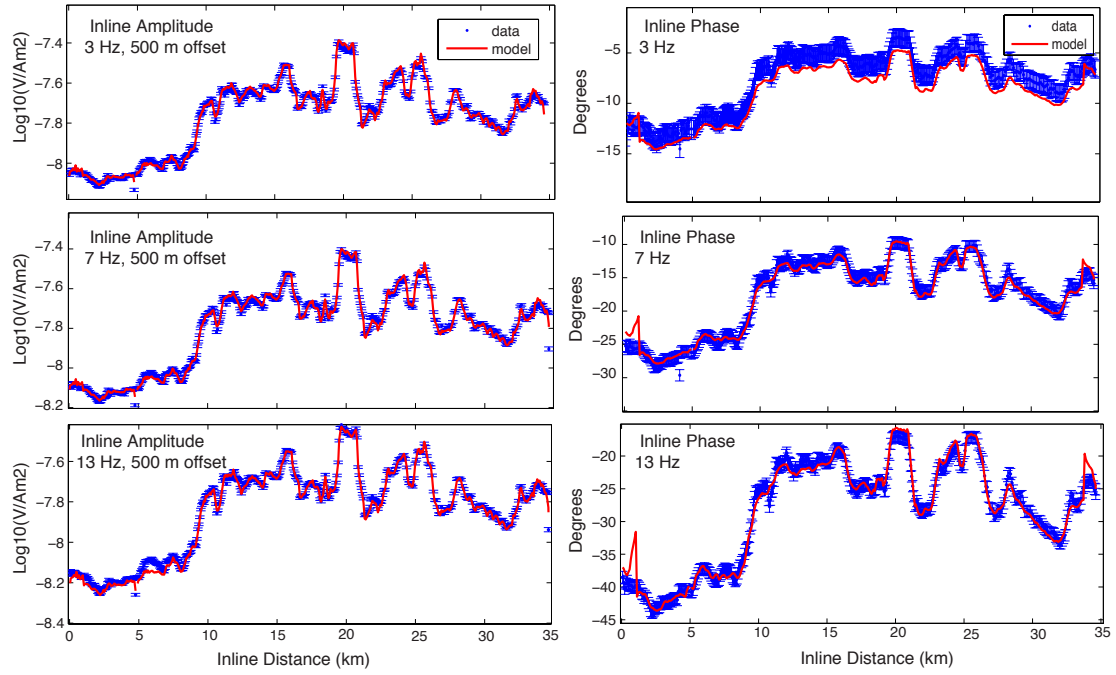 Inline Amplitude
3 Hz, 500 m offset
data
model
Log10(V/Am2)
−7.4
−7.6
−7.8
−8
Inline Phase
3 Hz
data
model
Degrees
−5
−10
−15
Inline Amplitude
7 Hz, 500 m offset
Log10(V/Am2)
−7.4
−7.6
−7.8
−8
−8.2
Inline Phase
7 Hz
Degrees
−10
−15
−20
−25
−30
Inline Amplitude
13 Hz, 500 m offset
Log10(V/Am2)
−7.6
−7.8
−8
−8.2
−8.4
0 5 10 15 20 25 30 35
Inline Distance (km)
Inline Phase
13 Hz
Degrees
−20
−25
−30
−35
−40
−45
0 5 10 15 20 25 30 35
Inline Distance (km)